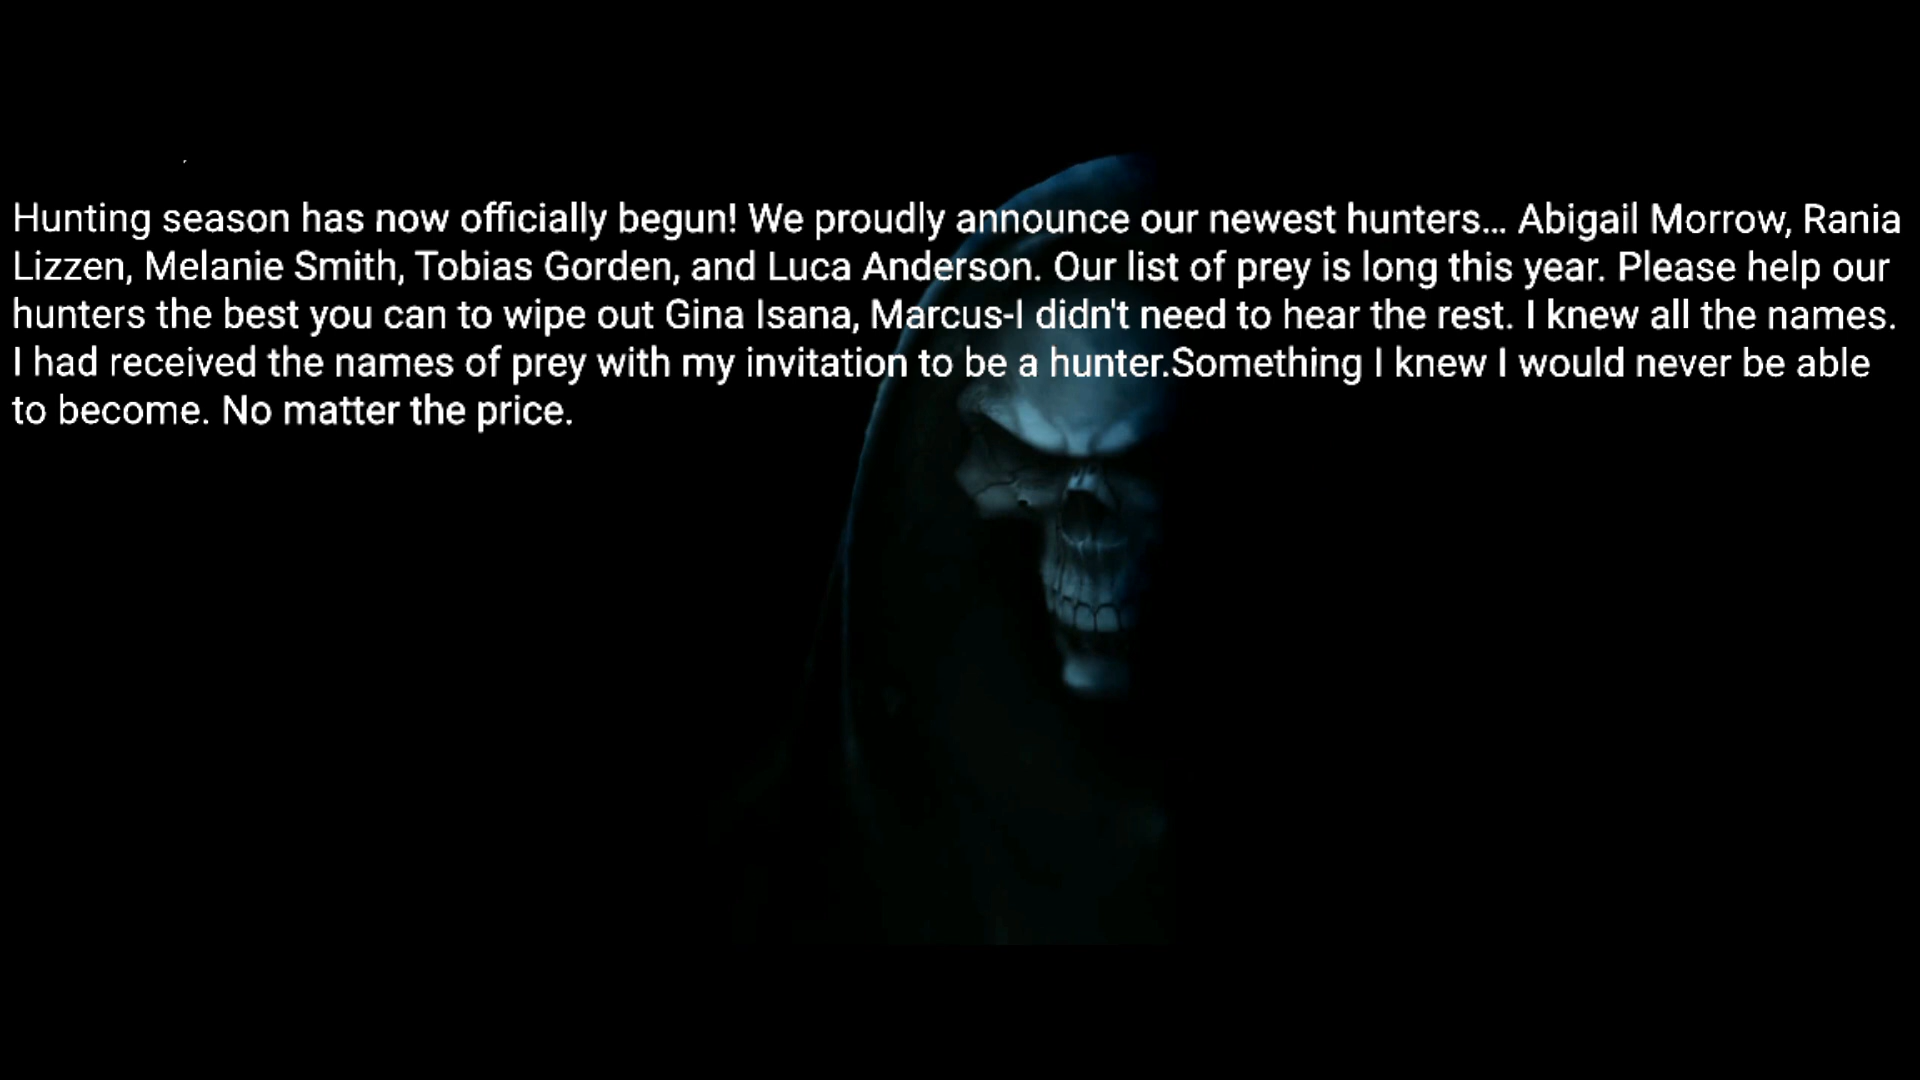 Hunting season has now officially begun! We proudly announce our newest hunters... Abigail Morrow, Rania
Lizzen, Melanie Smith, Tobias Gorden, and Luca Anderson. Our list of prey is long this year. Please help our
hunters the best you can to wipe out Gina Isana, Marcus-I didn't need to hear the rest. I knew all the names.
I had received the names of prey with my invitation to be a hunter.Something I knew I would never be able
to become. No matter the price.